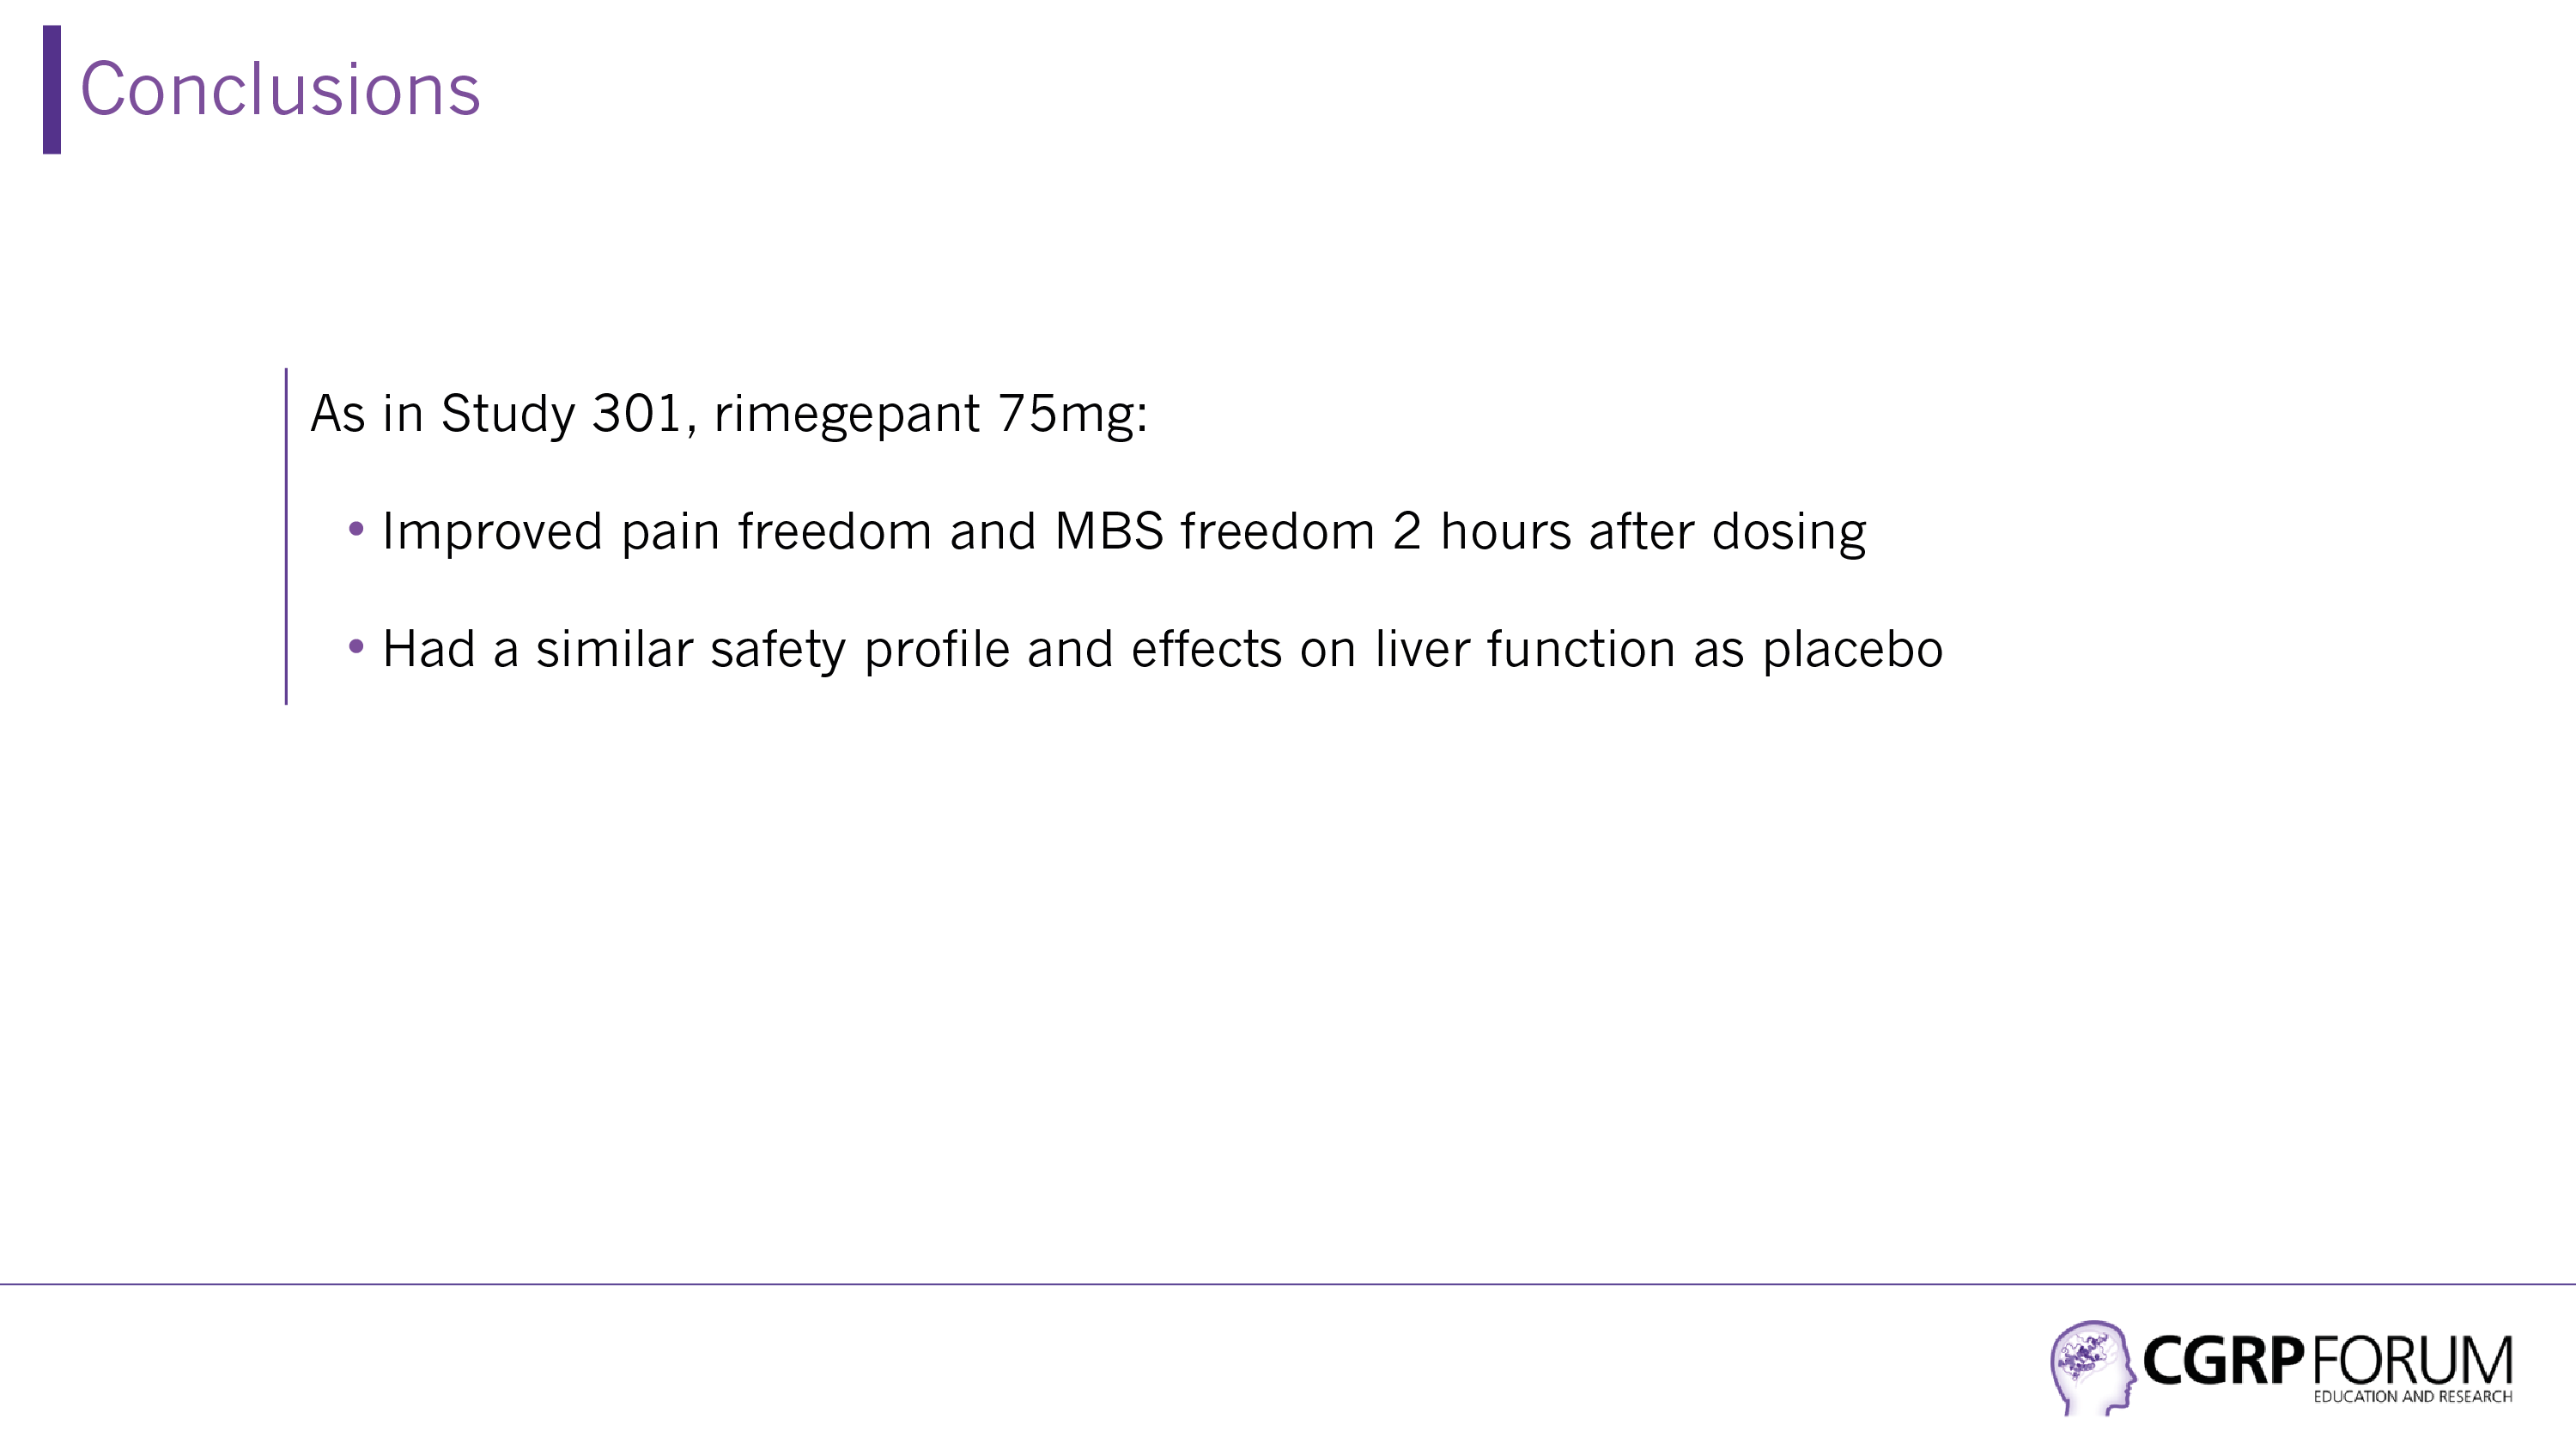 Conclusions
As in Study 301, rimegepant 75mg:
• Improved pain freedom and MBS freedom 2 hours after dosing
• Had a similar safety profile and effects on liver function as placebo
CGRP FORUM
EDUCATION AND RESEARCH